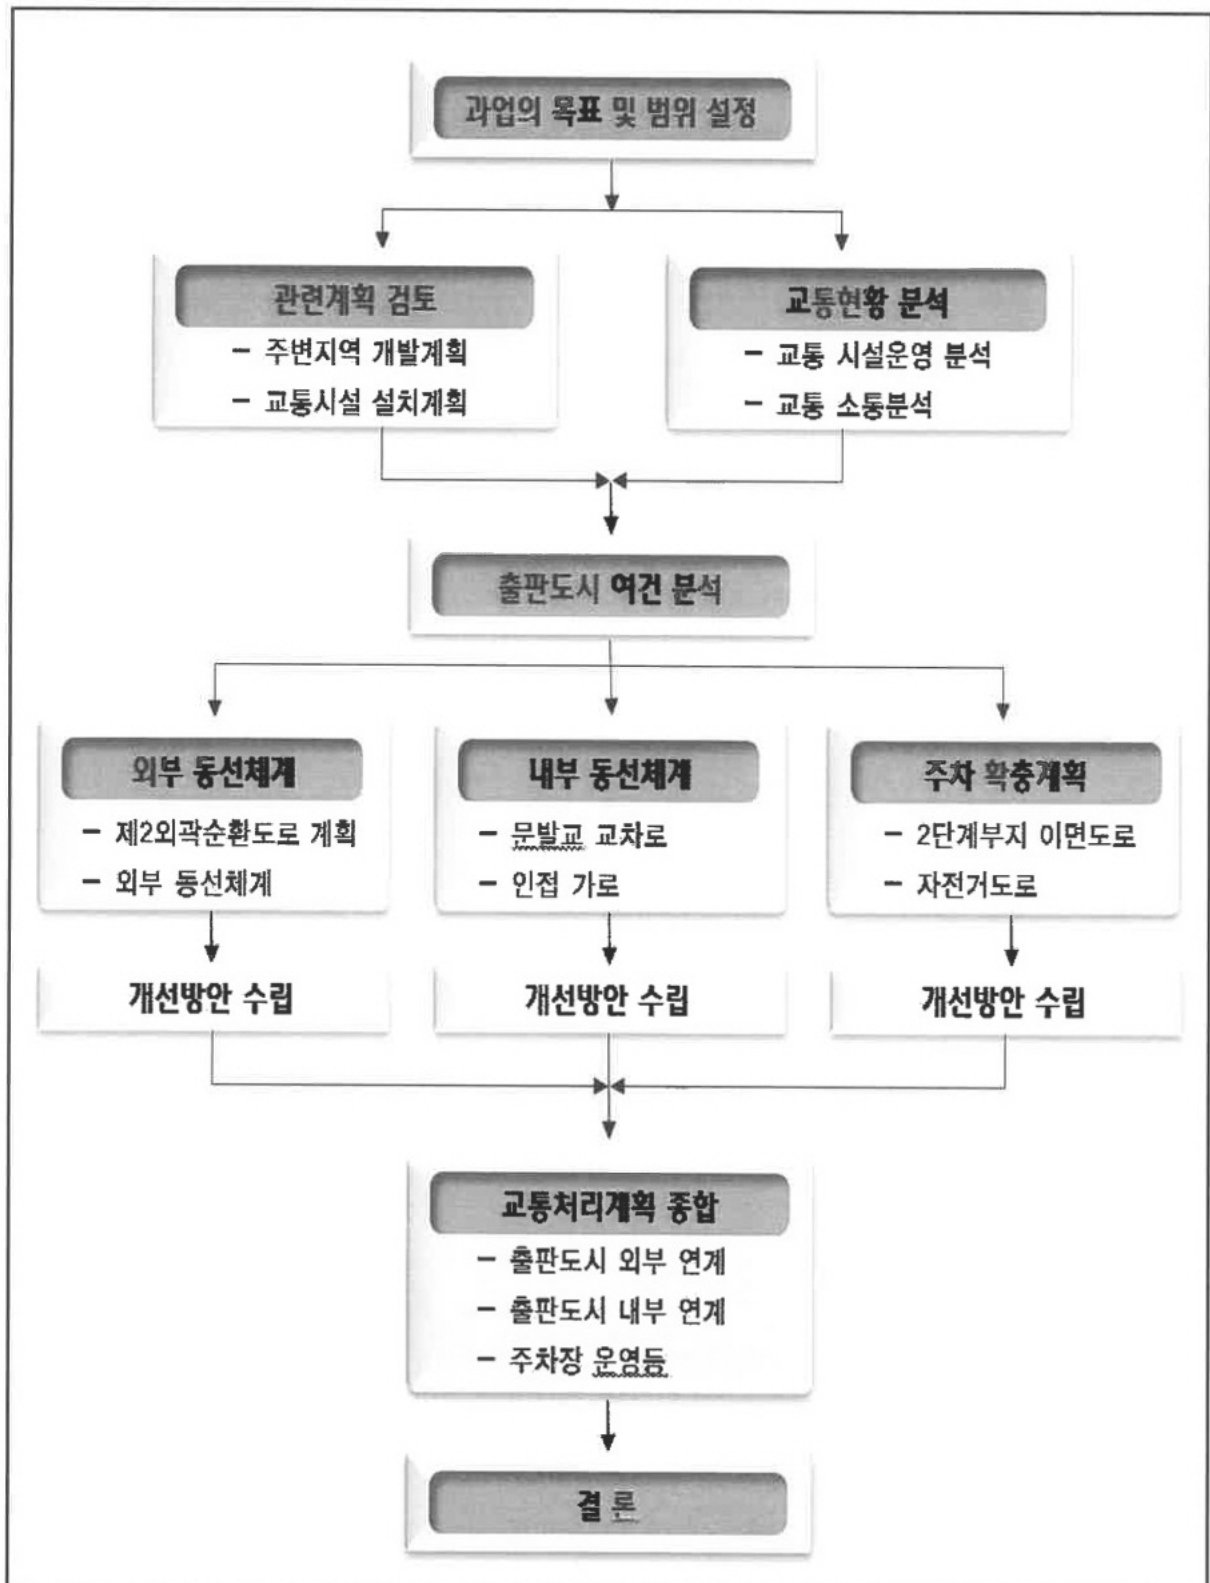 과업의 목표 및 범위 설정
관련계획 검토
- 주변지역 개발계획
- 교통시설 설치계획
교통현황 분석
- 교통 시설운영 분석
- 교통 소통분석
출판도시 여건 분석
외부 동선체계
- 제2외곽순환도로 계획
- 외부 동선체계
개선방안 수립
내부 동선체계
- 문발교 교차로
- 인접 가로
개선방안 수립
주차 확충계획
- 2단계부지 이면도로
- 자전거도로
개선방안 수립
교통처리계획 종합
- 출판도시 외부 연계
- 출판도시 내부 연계
- 주차장 운영등
결 론